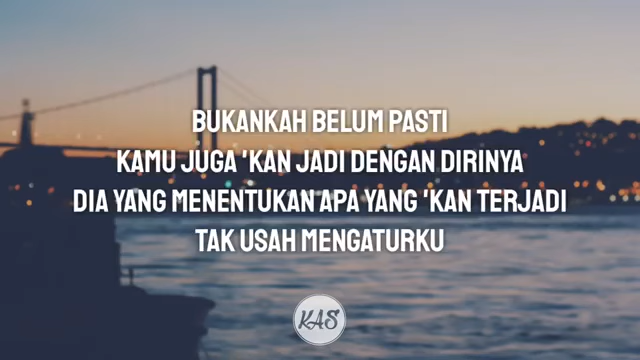 BUKANKAH BELUM PASTI
KAMU JUGA 'KAN JADI DENGAN DIRINYA
DIA YANG MENENTUKAN APA YANG 'KAN TERJADI
TAK USAH MENGATURKU
KAS